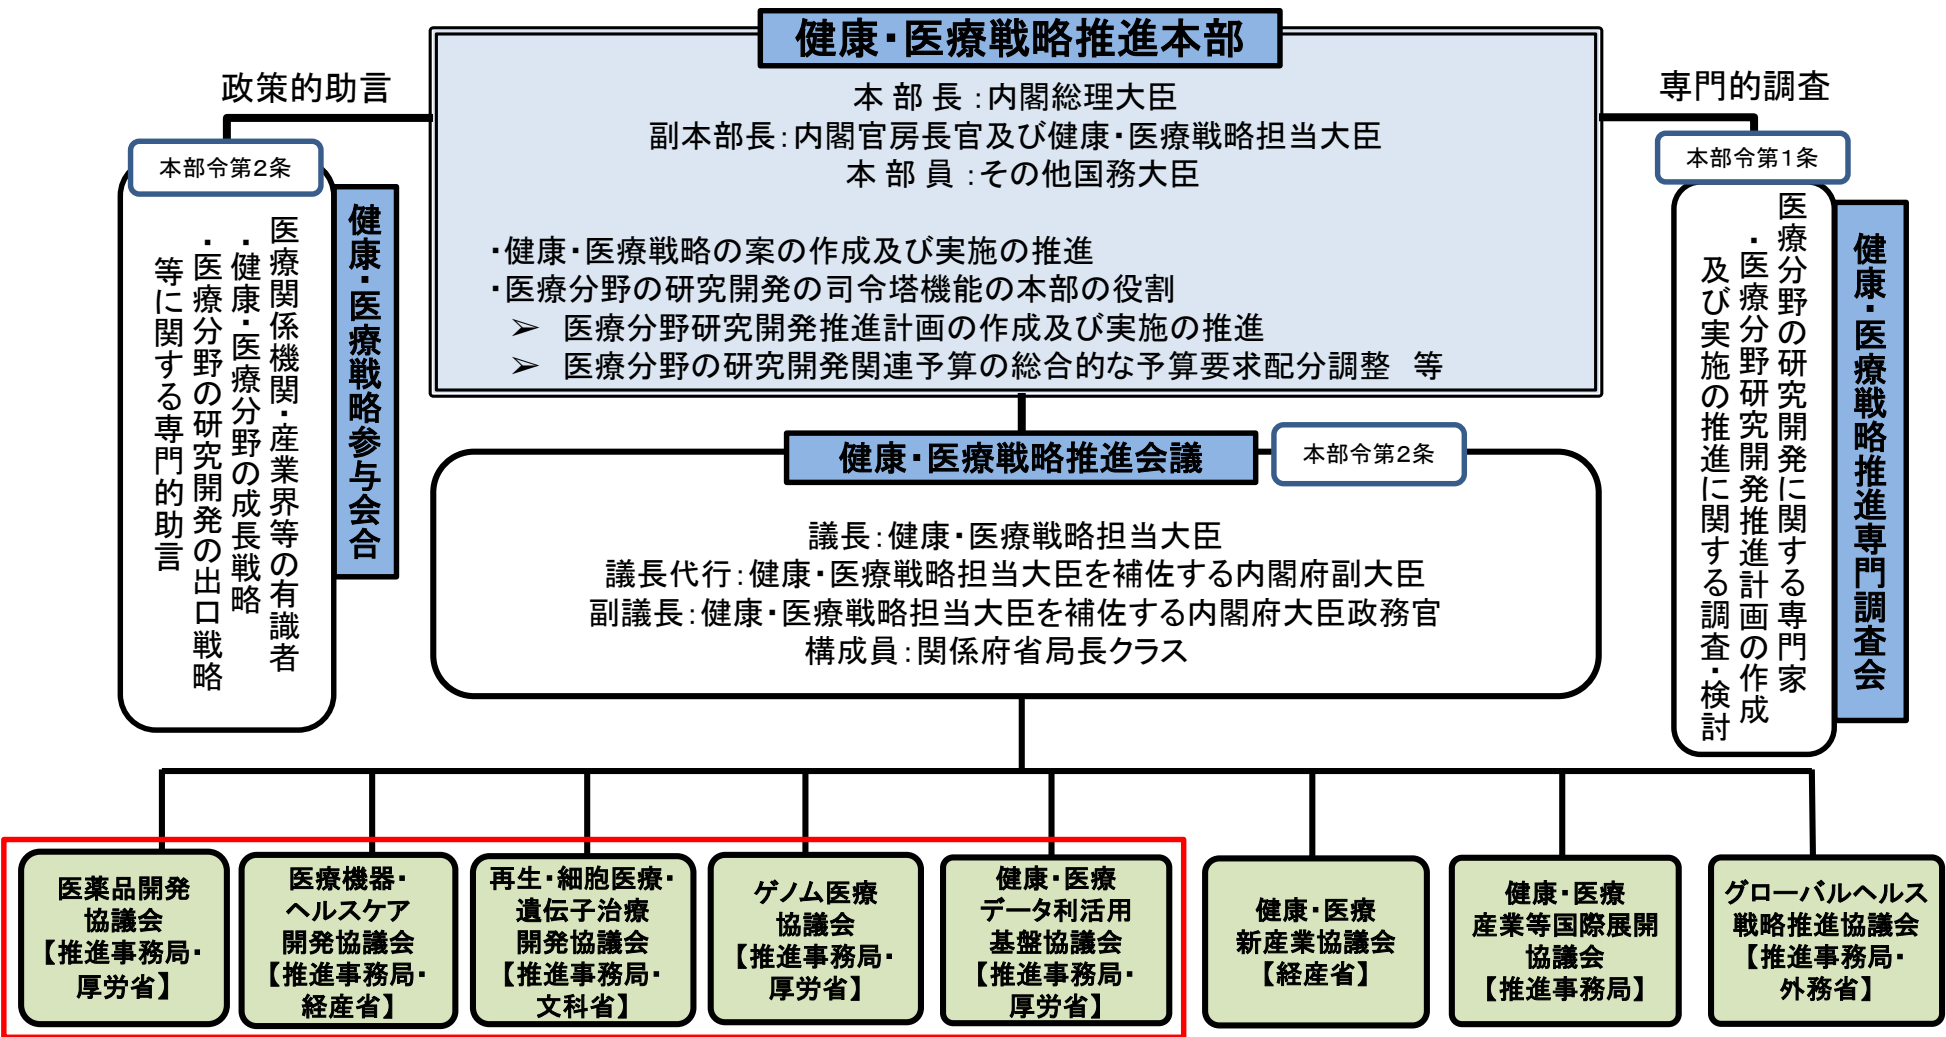 健康・医療戦略推進本部
本部長：内閣総理大臣
副本部長：内閣官房長官及び健康・医療戦略担当大臣
本部員：その他国務大臣
・健康・医療戦略の案の作成及び実施の推進
・医療分野の研究開発の司令塔機能の本部の役割
➢ 医療分野研究開発推進計画の作成及び実施の推進
➢ 医療分野の研究開発関連予算の総合的な予算要求配分調整 等
政策的助言
本部令第2条
健康・医療戦略参与会合
医療関係機関・産業界等の有識者
・健康・医療分野の成長戦略
・医療分野の研究開発の出口戦略
等に関する専門的助言
専門的調査
本部令第1条
健康・医療戦略推進専門調査会
医療分野の研究開発に関する専門家
・医療分野研究開発推進計画の作成
及び実施の推進に関する調査・検討
健康・医療戦略推進会議
本部令第2条
議長：健康・医療戦略担当大臣
議長代行：健康・医療戦略担当大臣を補佐する内閣府副大臣
副議長：健康・医療戦略担当大臣を補佐する内閣府大臣政務官
構成員：関係府省局長クラス
医薬品開発
協議会
【推進事務局・
厚労省】
医療機器・
ヘルスケア
開発協議会
【推進事務局・
経産省】
再生・細胞医療・
遺伝子治療
開発協議会
【推進事務局・
文科省】
ゲノム医療
協議会
【推進事務局・
厚労省】
健康・医療
データ利活用
基盤協議会
【推進事務局・
厚労省】
健康・医療
新産業協議会
【経産省】
健康・医療
産業等国際展開
協議会
【推進事務局】
グローバルヘルス
戦略推進協議会
【推進事務局・
外務省】